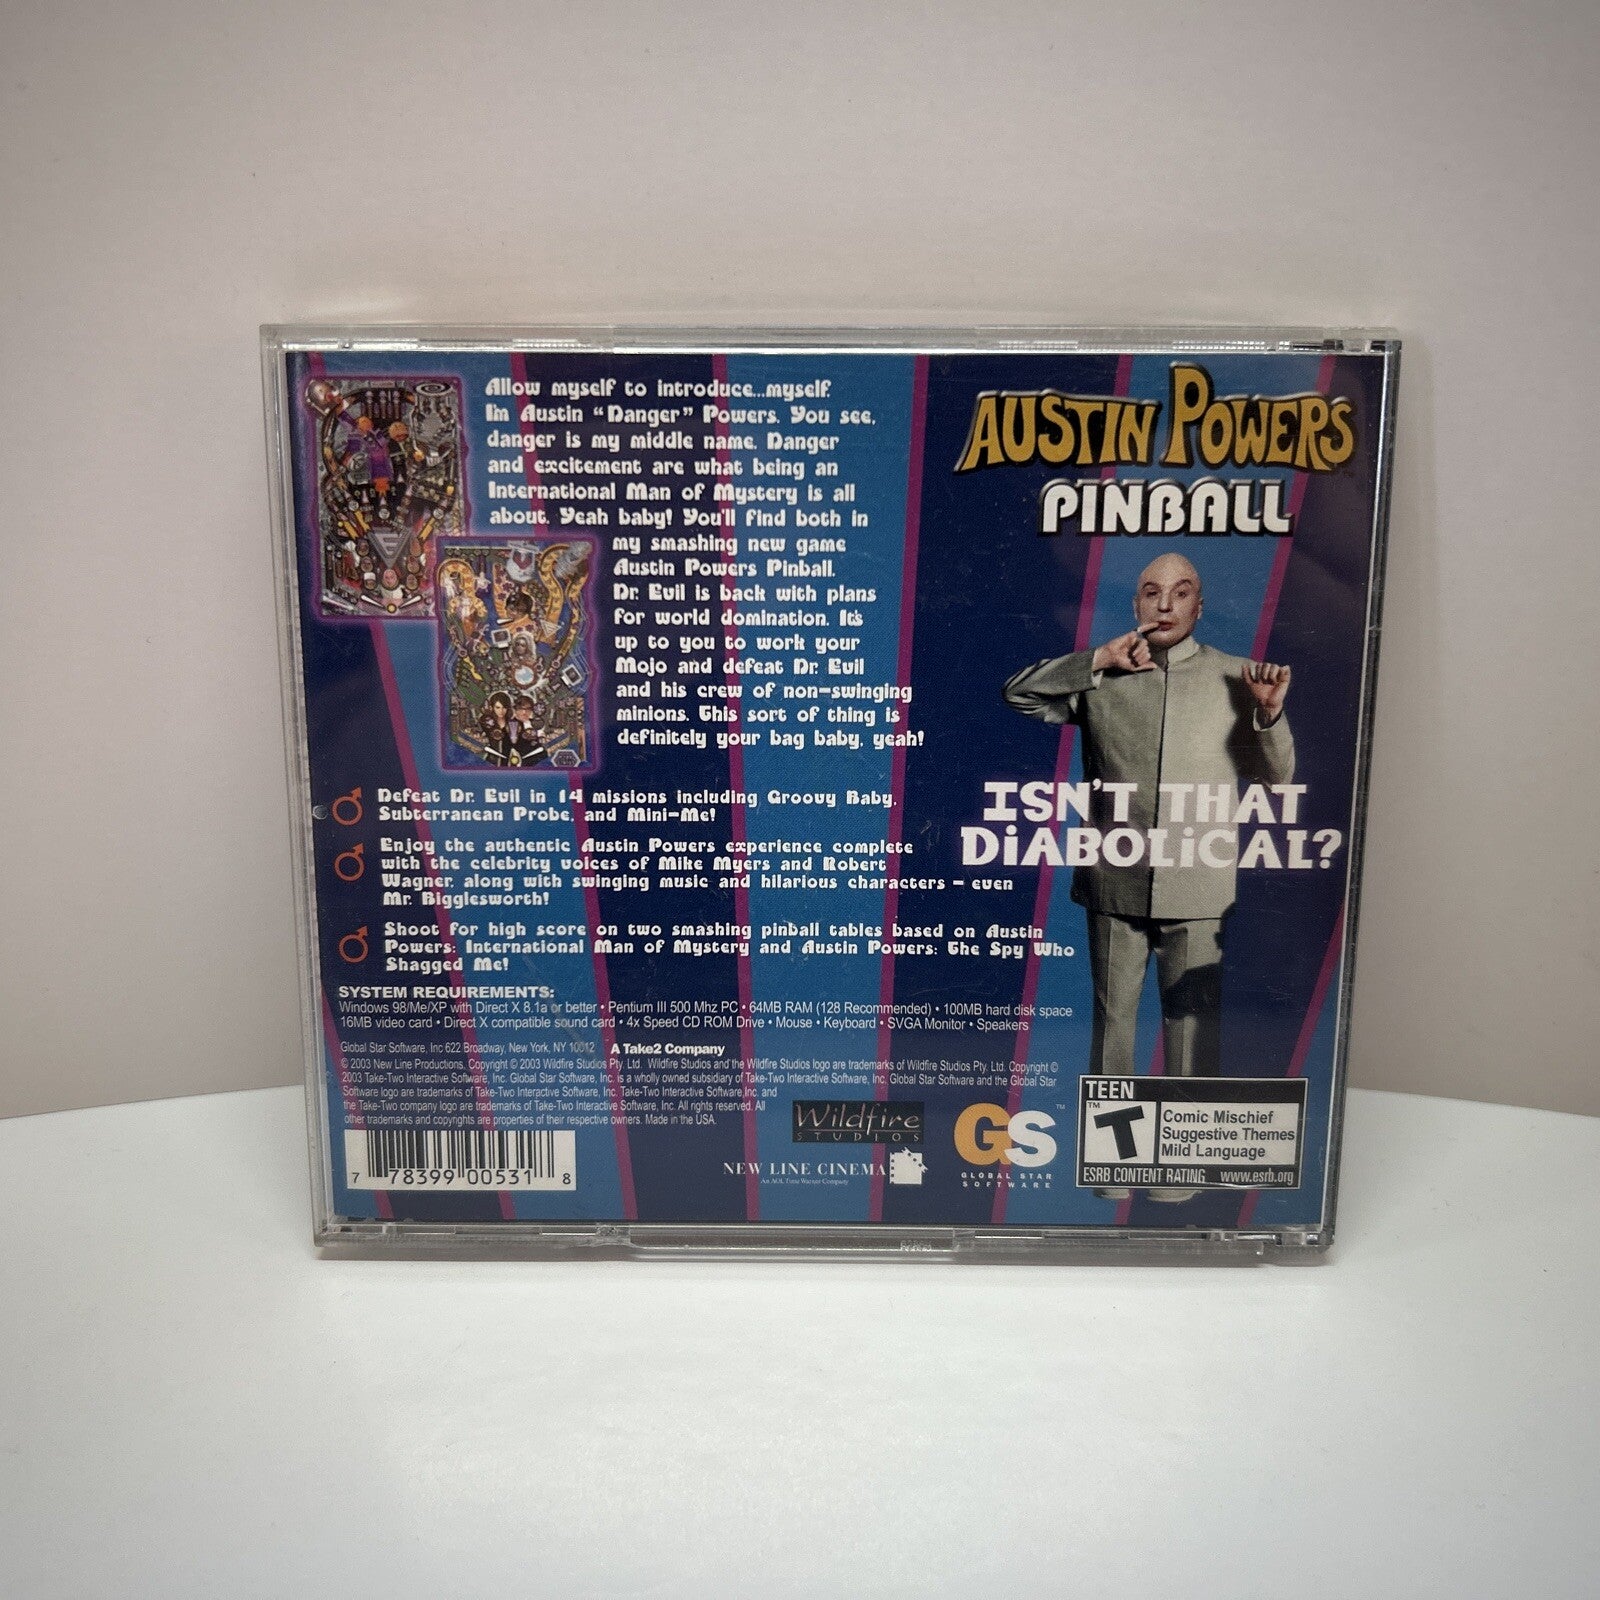 Allow myself to introduce...myself.
I'm Austin "Danger" Powers. You see,
danger is my middle name. Danger
and excitement are what being an
International Man of Mystery is all
about. Yeah baby! You'll find both in
my smashing new game
Austin Powers Pinball.
Dr. Evil is back with plans
for world domination. It's
up to you to work your
Mojo and defeat Dr. Evil
and his crew of non-swinging
minions. This sort of thing is
definitely your bag baby, yeah!
Defeat Dr. Evil in 14 missions including Groovy Baby,
Subterranean Probe, and Mini-Me!
Enjoy the authentic Austin Powers experience complete
with the celebrity voices of Mike Myers and Robert
Wagner, along with swinging music and hilarious characters - even
Mr. Bigglesworth!
Shoot for high score on two smashing pinball tables based on Austin
Powers: International Man of Mystery and Austin Powers: The Spy Who
Shagged Me!
SYSTEM REQUIREMENTS:
Windows 98/Me/XP with Direct X 8.1a or better • Pentium III 500 Mhz PC • 64MB RAM (128 Recommended) • 100MB hard disk space
16MB video card • Direct X compatible sound card • 4x Speed CD ROM Drive • Mouse • Keyboard • SVGA Monitor • Speakers
Global Star Software, Inc 622 Broadway, New York, NY 10012 A Take2 Company
© 2003 New Line Productions. Copyright © 2003 Wildfire Studios Pty. Ltd. Wildfire Studios and the Wildfire Studios logo are trademarks of Wildfire Studios Pty, Ltd. Copyright ©
2003 Take-Two Interactive Software, Inc. Global Star Software, Inc. is a wholly owned subsidiary of Take-Two Interactive Software, Inc. Global Star Software and the Global Star
Software logo are trademarks of Take-Two Interactive Software, Inc. Take-Two Interactive Software,Inc. and
the Take-Two company logo are trademarks of Take-Two Interactive Software, Inc. All rights reserved. All
other trademarks and copyrights are properties of their respective owners. Made in the USA.
7 78399 00531 8
Wildfire
STUDIOS
NEW LINE CINEMA
An AOL Time Warner Company
GS™
GLOBAL STAR
SOFTWARE
AUSTIN POWERS
PINBALL
ISN'T THAT
DiABOLiCAL?
TEEN
T™
Comic Mischief
Suggestive Themes
Mild Language
ESRB CONTENT RATING www.esrb.org